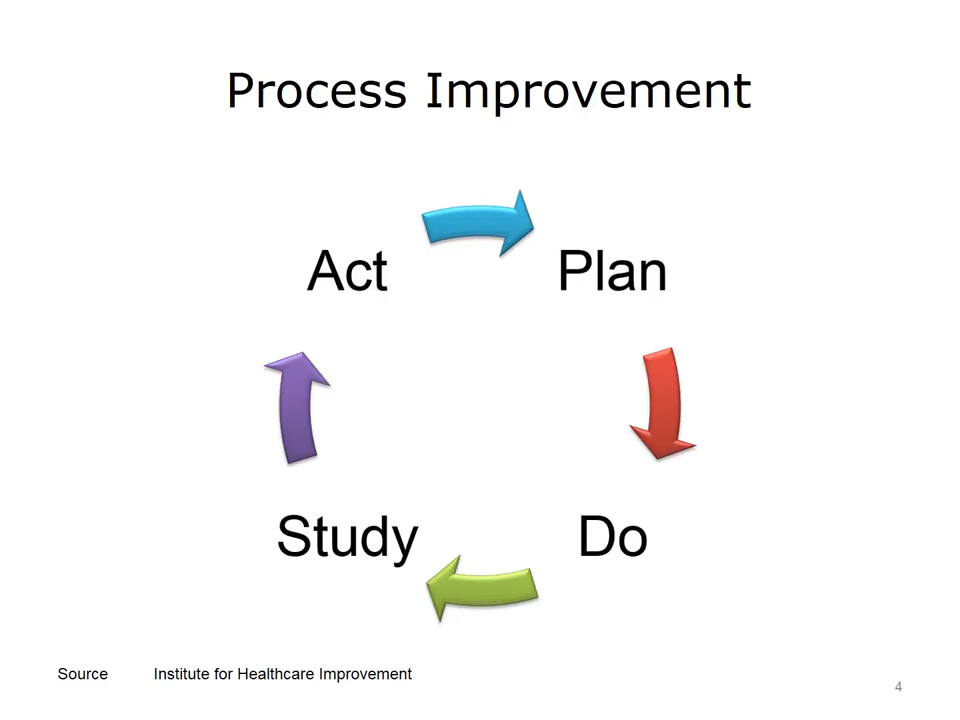 Process Improvement
Act
Plan
Study
Do
Source Institute for Healthcare Improvement
4